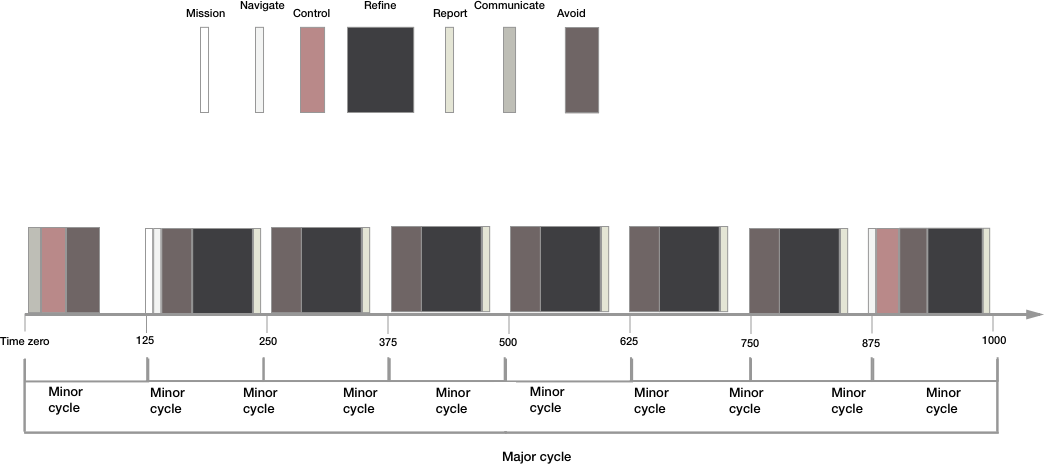 Mission
Navigate
Control
Refine
Report
Communicate
Avoid
Time zero
125
250
375
500
625
750
875
1000
Minor
cycle
Minor
cycle
Minor
cycle
Minor
cycle
Minor
cycle
Minor
cycle
Minor
cycle
Minor
cycle
Minor
cycle
Minor
cycle
Major cycle